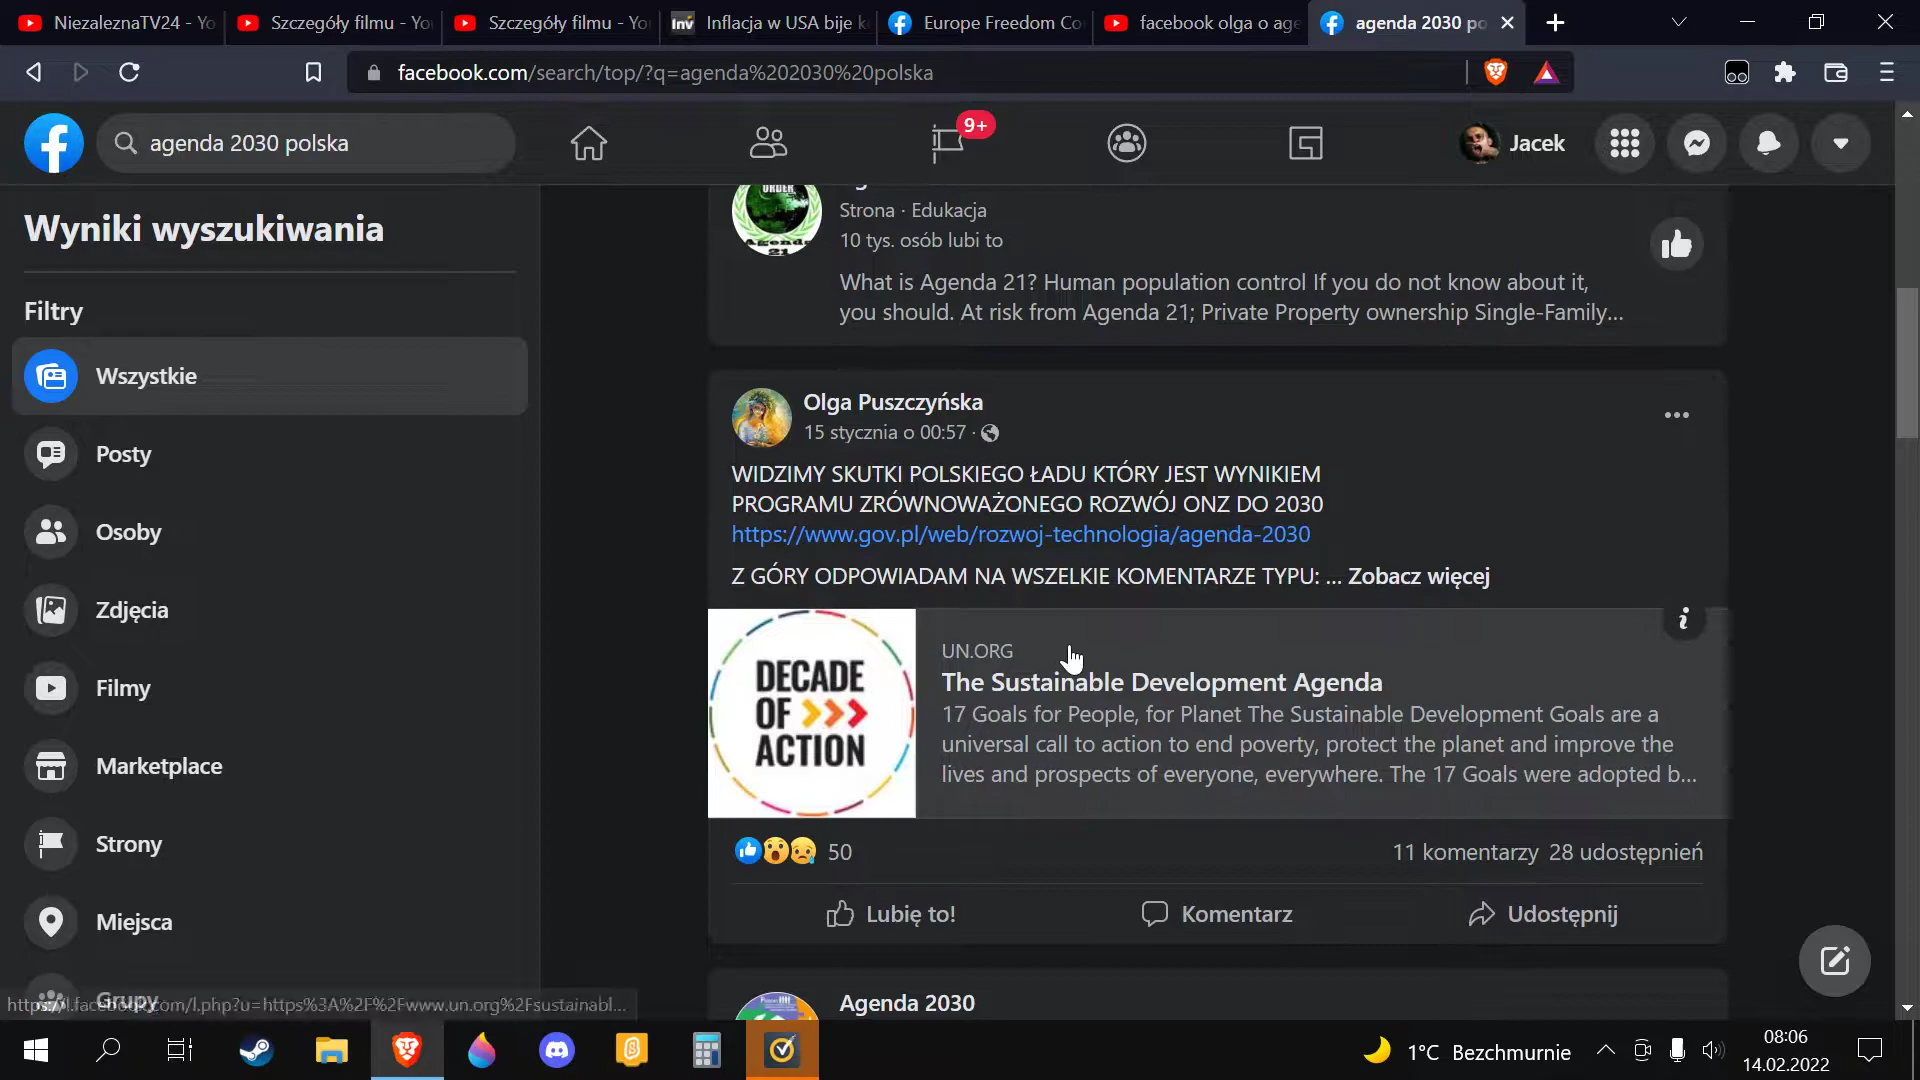 NiezaleznaTV24 - Yo
Szczegóły filmu - Yo
Szczegóły filmu - Yo
Inv Inflacja w USA bije k
Europe Freedom Co
facebook olga o age
agenda 2030 po
facebook.com/search/top/?q=agenda%202030%20polska
agenda 2030 polska
9+
Jacek
Wyniki wyszukiwania
Filtry
Wszystkie
Posty
Osoby
Zdjęcia
Filmy
Marketplace
Strony
Miejsca
Grupy
ORDER
Strona · Edukacja
10 tys. osób lubi to
What is Agenda 21? Human population control If you do not know about it,
you should. At risk from Agenda 21; Private Property ownership Single-Family...
Olga Puszczyńska
15 stycznia o 00:57 ·
WIDZIMY SKUTKI POLSKIEGO ŁADU KTÓRY JEST WYNIKIEM
PROGRAMU ZRÓWNOWAŻONEGO ROZWÓJ ONZ DO 2030
https://www.gov.pl/web/rozwoj-technologia/agenda-2030
Z GÓRY ODPOWIADAM NA WSZELKIE KOMENTARZE TYPU: ... Zobacz więcej
DECADE
OF
ACTION
UN.ORG
The Sustainable Development Agenda
17 Goals for People, for Planet The Sustainable Development Goals are a
universal call to action to end poverty, protect the planet and improve the
lives and prospects of everyone, everywhere. The 17 Goals were adopted b...
50
11 komentarzy 28 udostępnień
Lubię to!
Komentarz
Udostępnij
Agenda 2030
https://l.facebook.com/l.php?u=https%3A%2F%2Fwww.un.org%2Fsustainabl...
1°C Bezchmurnie
08:06
14.02.2022